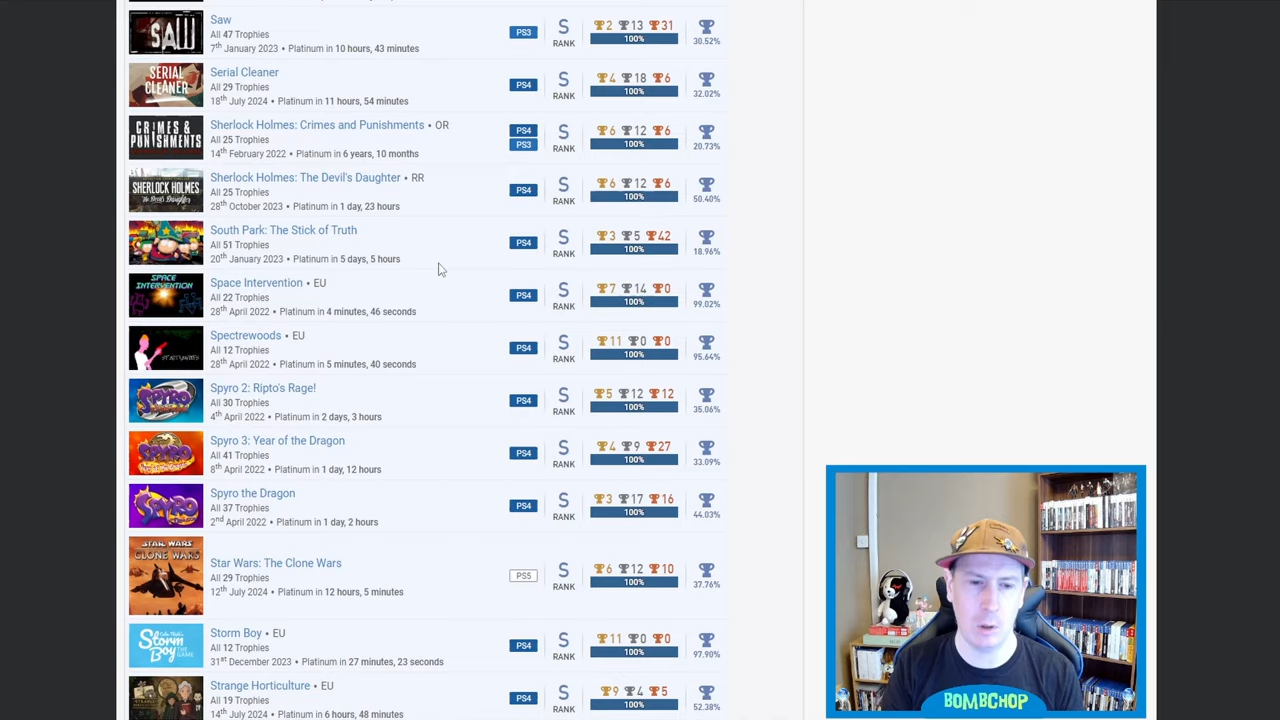 SAW
Saw
All 47 Trophies
7th January 2023 • Platinum in 10 hours, 43 minutes
PS3
S
RANK
2 13 31
100%
30.52%
SERIAL
CLEANER
Serial Cleaner
All 29 Trophies
18th July 2024 • Platinum in 11 hours, 54 minutes
PS4
S
RANK
4 18 6
100%
32.02%
CRIMES &
PUNISHMENTS
Sherlock Holmes: Crimes and Punishments • OR
All 25 Trophies
14th February 2022 • Platinum in 6 years, 10 months
PS4
PS3
S
RANK
6 12 6
100%
20.73%
SHERLOCK HOLMES
The Devil's Daughter
Sherlock Holmes: The Devil's Daughter • RR
All 25 Trophies
28th October 2023 • Platinum in 1 day, 23 hours
PS4
S
RANK
6 12 6
100%
50.40%
South Park: The Stick of Truth
All 51 Trophies
20th January 2023 • Platinum in 5 days, 5 hours
PS4
S
RANK
3 5 42
100%
18.96%
SPACE
INTERVENTION
Space Intervention • EU
All 22 Trophies
28th April 2022 • Platinum in 4 minutes, 46 seconds
PS4
S
RANK
7 14 0
100%
99.02%
Spectrewoods • EU
All 12 Trophies
28th April 2022 • Platinum in 5 minutes, 40 seconds
PS4
S
RANK
11 0 0
100%
95.64%
SPYRO
Spyro 2: Ripto's Rage!
All 30 Trophies
4th April 2022 • Platinum in 2 days, 3 hours
PS4
S
RANK
5 12 12
100%
35.06%
SPYRO
Spyro 3: Year of the Dragon
All 41 Trophies
8th April 2022 • Platinum in 1 day, 12 hours
PS4
S
RANK
4 9 27
100%
33.09%
SPYRO
Spyro the Dragon
All 37 Trophies
2nd April 2022 • Platinum in 1 day, 2 hours
PS4
S
RANK
3 17 16
100%
44.03%
STAR WARS
CLONE WARS
Star Wars: The Clone Wars
All 29 Trophies
12th July 2024 • Platinum in 12 hours, 5 minutes
PS5
S
RANK
6 12 10
100%
37.76%
Storm
Boy THE
GAME
Storm Boy • EU
All 12 Trophies
31st December 2023 • Platinum in 27 minutes, 23 seconds
PS4
S
RANK
11 0 0
100%
97.90%
Strange Horticulture • EU
All 19 Trophies
14th July 2024 • Platinum in 6 hours, 48 minutes
PS4
S
RANK
9 4 5
100%
52.38%
BOMBCHOP